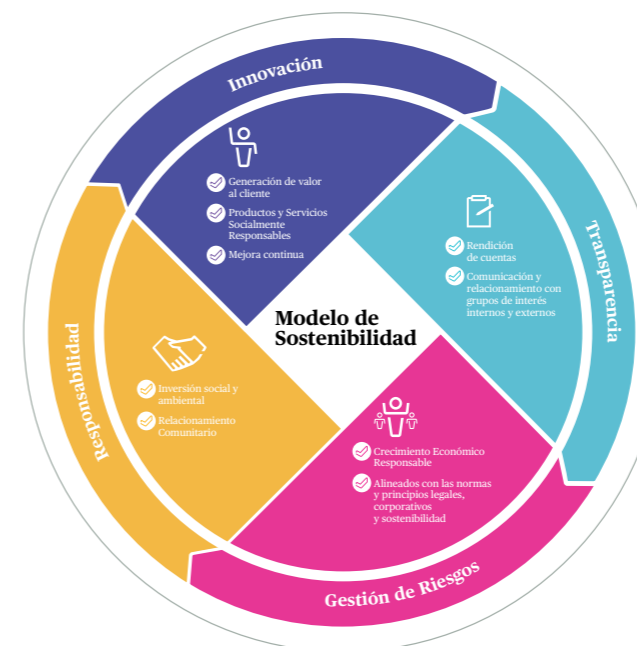 Innovación
Generación de valor
al cliente
Productos y Servicios
Socialmente
Responsables
Mejora continua
Transparencia
Rendición
de cuentas
Comunicación y
relacionamiento con
grupos de interés
internos y externos
Modelo de
Sostenibilidad
Responsabilidad
Inversión social y
ambiental
Relacionamiento
Comunitario
Crecimiento Económico
Responsable
Alineados con las normas
y principios legales,
corporativos
y sostenibilidad
Gestión de Riesgos